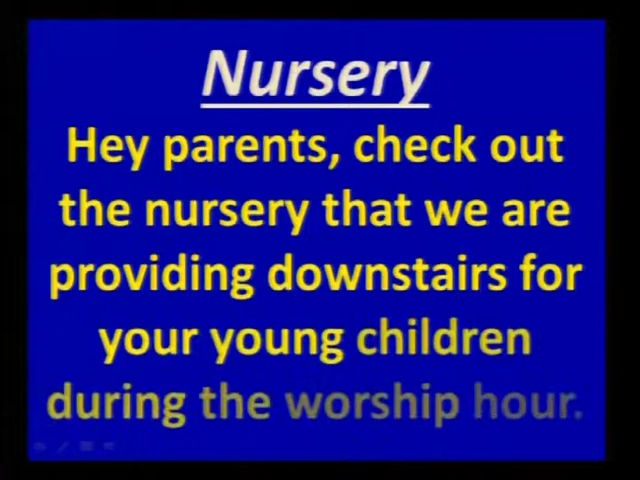 Nursery
Hey parents, check out
the nursery that we are
providing downstairs for
your young children
during the worship hour.